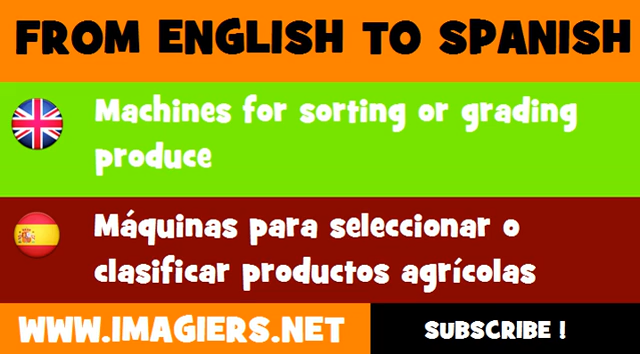 FROM ENGLISH TO SPANISH
Machines for sorting or grading
produce
Máquinas para seleccionar o
clasificar productos agrícolas
WWW.IMAGIERS.NET
SUBSCRIBE !